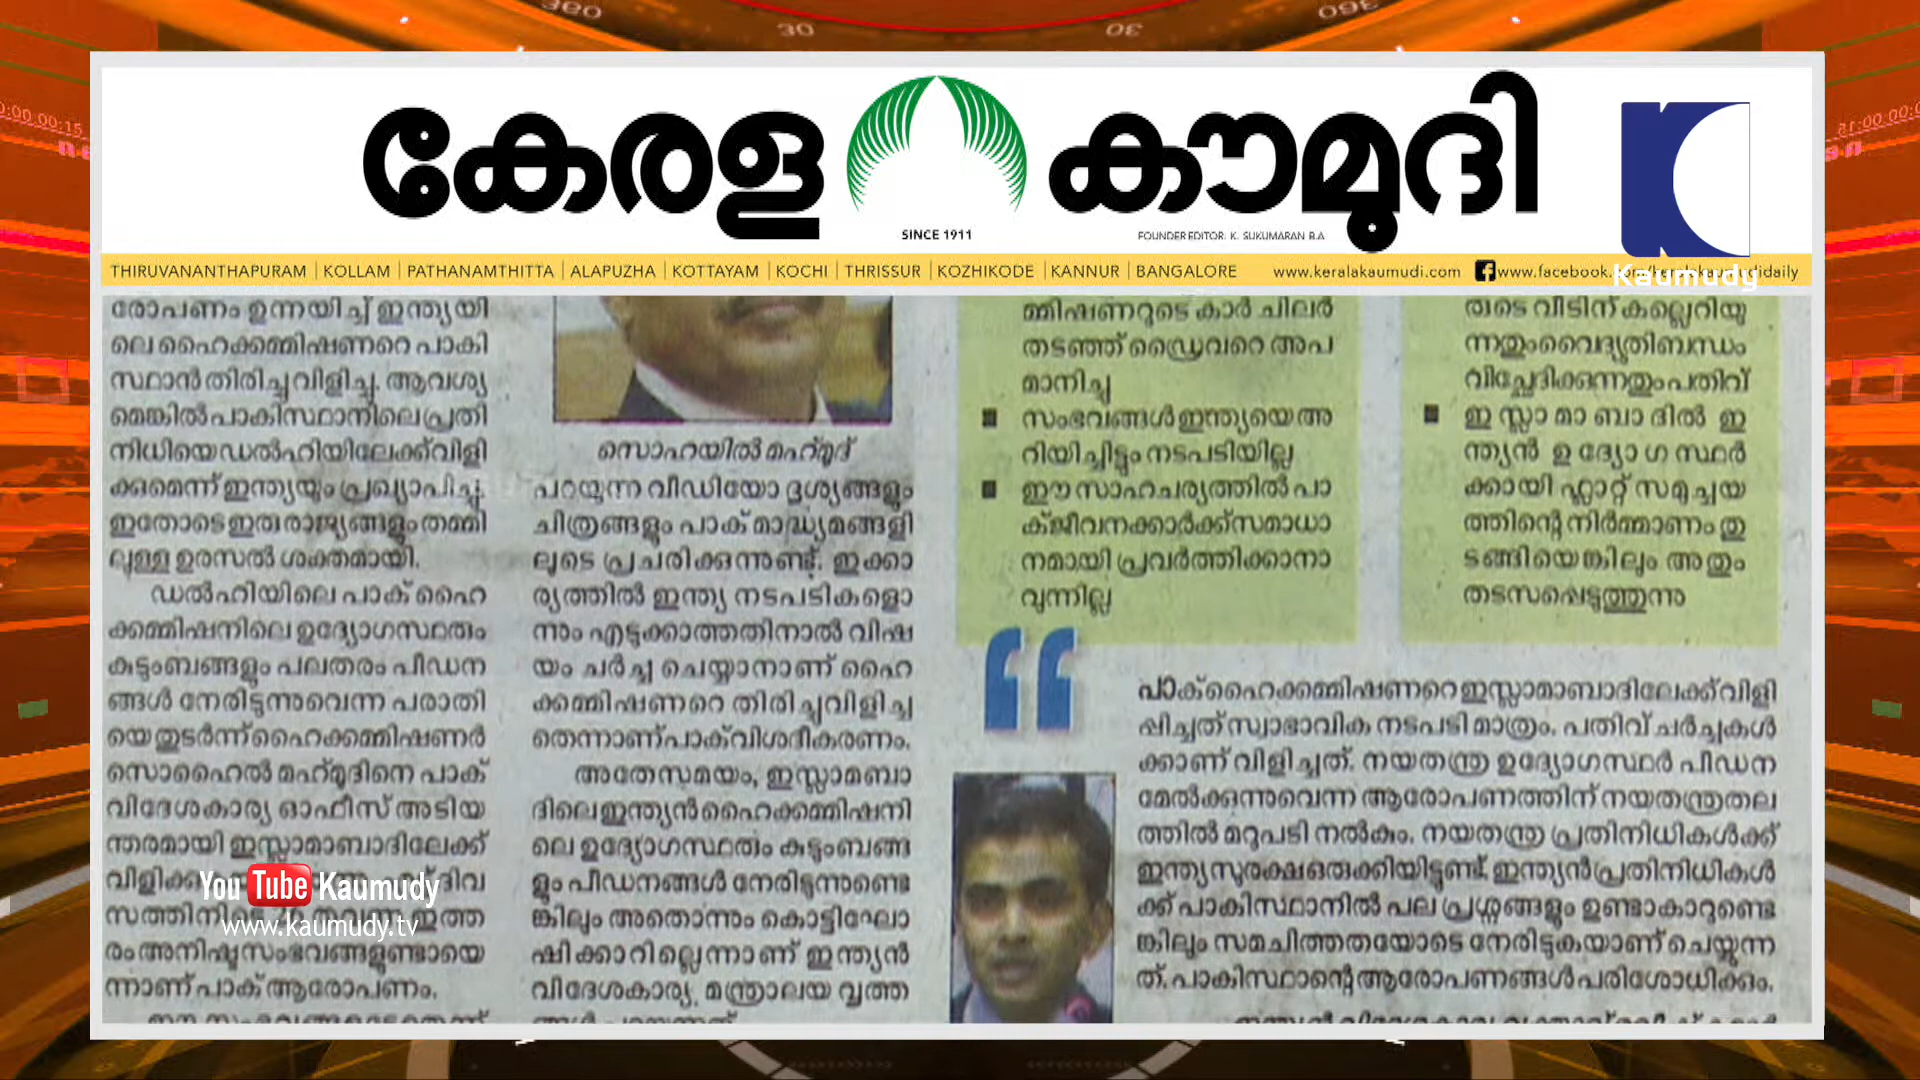 കേരള കൗമുദി
SINCE 1911
FOUNDER EDITOR: K. SUKUMARAN B.A
THIRUVANANTHAPURAM | KOLLAM | PATHANAMTHITTA | ALAPUZHA | KOTTAYAM | KOCHI | THRISSUR | KOZHIKODE | KANNUR | BANGALORE
www.keralakaumudi.com
Kaumudy
രോപണം ഉന്നയിച്ച് ഇന്ത്യയി
ലെ ഹൈക്കമ്മിഷണറെ പാകി
സ്ഥാൻ തിരിച്ചു വിളിച്ചു. ആവശ്യ
മെങ്കിൽ പാകിസ്ഥാനിലെ പ്രതി
നിധിയെ ഡൽഹിയിലേക്ക് വിളി
ക്കുമെന്ന് ഇന്ത്യയും പ്രഖ്യാപിച്ചു.
ഇതോടെ ഇരു രാജ്യങ്ങളും തമ്മി
ലുള്ള ഉരസൽ ശക്തമായി.
ഡൽഹിയിലെ പാക് ഹൈ
ക്കമ്മിഷനിലെ ഉദ്യോഗസ്ഥരും
കുടുംബങ്ങളും പലതരം പീഡന
ങ്ങൾ നേരിടുന്നുവെന്ന പരാതി
യെ തുടർന്ന് ഹൈക്കമ്മിഷണർ
സൊഹൈൽ മഹ്മൂദിനെ പാക്
വിദേശകാര്യ ഓഫീസ് അടിയ
ന്തരമായി ഇസ്ലാമാബാദിലേക്ക്
ദിവ
ഇത്ത
രം അനിഷ്ട സംഭവങ്ങളുണ്ടായെ
ന്നാണ് പാക് ആരോപണം.
സൊഹയിൽ മഹ്മൂദ്
പറയുന്ന വീഡിയോ ദൃശ്യങ്ങളും
ചിത്രങ്ങളും പാക് മാദ്ധ്യമങ്ങളി
ലൂടെ പ്രചരിക്കുന്നുണ്ട്. ഇക്കാ
ര്യത്തിൽ ഇന്ത്യ നടപടികളൊ
ന്നും എടുക്കാത്തതിനാൽ വിഷ
യം ചർച്ച ചെയ്യാനാണ് ഹൈ
ക്കമ്മിഷണറെ തിരിച്ചുവിളിച്ച
തെന്നാണ് പാക് വിശദീകരണം.
അതേസമയം, ഇസ്ലാമബാ
ദിലെ ഇന്ത്യൻ ഹൈക്കമ്മിഷനി
ലെ ഉദ്യോഗസ്ഥരും കുടുംബങ്ങ
ളും പീഡനങ്ങൾ നേരിടുന്നുണ്ടെ
ങ്കിലും അതൊന്നും കൊട്ടിഘോ
ഷിക്കാറില്ലെന്നാണ് ഇന്ത്യൻ
വിദേശകാര്യ മന്ത്രാലയ വൃത്ത
മ്മിഷണറുടെ കാർ ചിലർ
തടഞ്ഞ് ഡ്രൈവറെ അപ
മാനിച്ചു
■ സംഭവങ്ങൾ ഇന്ത്യയെ അ
റിയിച്ചിട്ടും നടപടിയില്ല
■ ഈ സാഹചര്യത്തിൽ പാ
ക് ജീവനക്കാർക്ക് സമാധാ
നമായി പ്രവർത്തിക്കാനാ
വുന്നില്ല
രുടെ വീടിന് കല്ലെറിയു
ന്നതും വൈദ്യുതിബന്ധം
വിച്ഛേദിക്കുന്നതും പതിവ്
■ ഇസ്ലാമാബാദിൽ ഇ
ന്ത്യൻ ഉദ്യോഗസ്ഥർ
ക്കായി ഫ്ലാറ്റ് സമുച്ചയ
ത്തിന്റെ നിർമ്മാണം തു
ടങ്ങിയെങ്കിലും അതും
തടസപ്പെടുത്തുന്നു
“
പാക് ഹൈക്കമ്മിഷണറെ ഇസ്ലാമാബാദിലേക്ക് വിളി
പ്പിച്ചത് സ്വാഭാവിക നടപടി മാത്രം. പതിവ് ചർച്ചകൾ
ക്കാണ് വിളിച്ചത്. നയതന്ത്ര ഉദ്യോഗസ്ഥർ പീഡന
മേൽക്കുന്നുവെന്ന ആരോപണത്തിന് നയതന്ത്രതല
ത്തിൽ മറുപടി നൽകും. നയതന്ത്ര പ്രതിനിധികൾക്ക്
ഇന്ത്യ സുരക്ഷ ഒരുക്കിയിട്ടുണ്ട്. ഇന്ത്യൻ പ്രതിനിധികൾ
ക്ക് പാകിസ്ഥാനിൽ പല പ്രശ്നങ്ങളും ഉണ്ടാകാറുണ്ടെ
ങ്കിലും സമചിത്തതയോടെ നേരിടുകയാണ് ചെയ്യുന്ന
ത്. പാകിസ്ഥാന്റെ ആരോപണങ്ങൾ പരിശോധിക്കും.
You Tube Kaumudy
www.kaumudy.tv